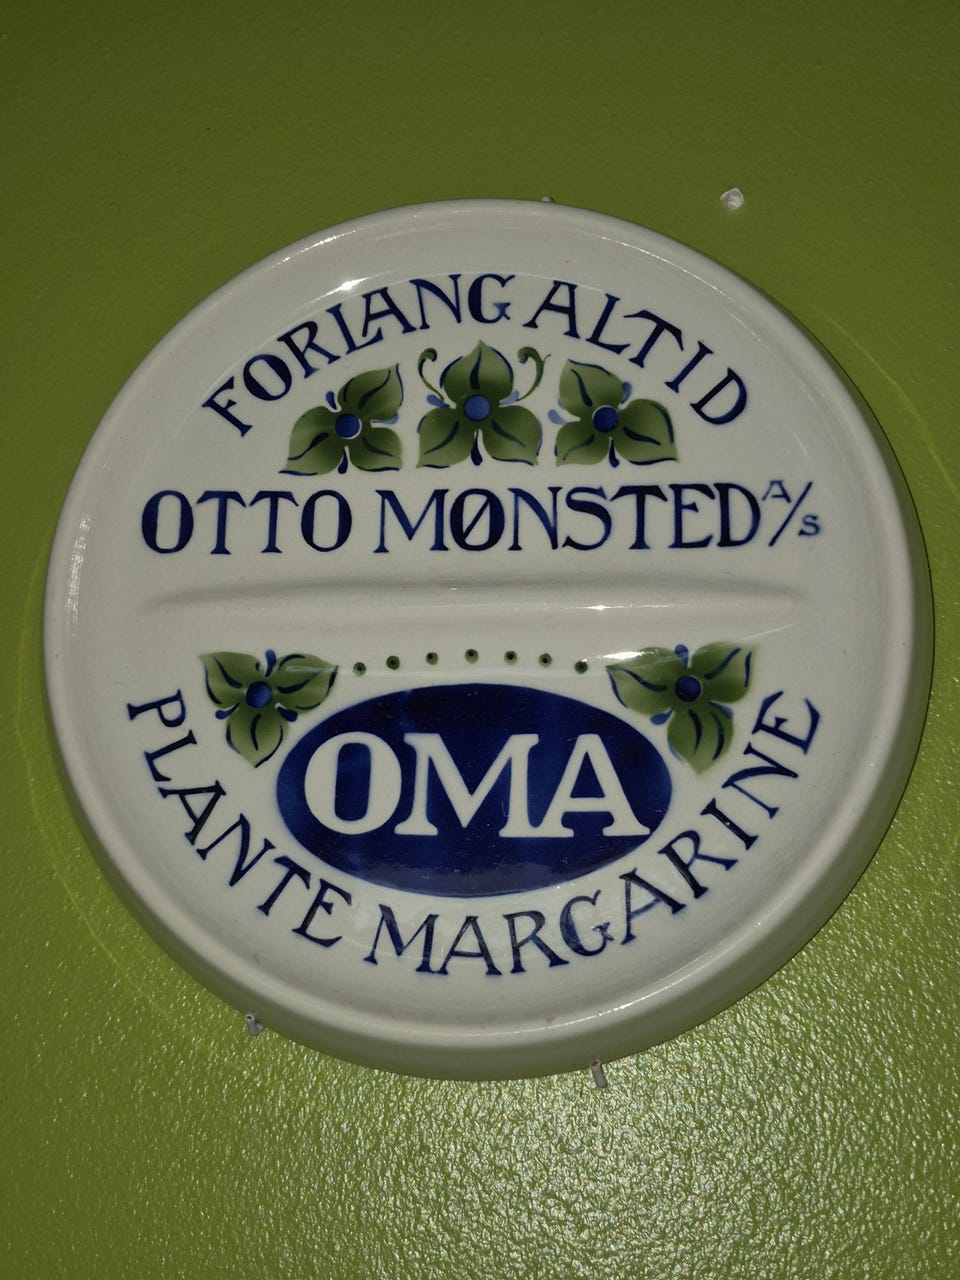 FORLANG ALTID
OTTO MØNSTED A/S
OMA
PLANTE MARGARINE